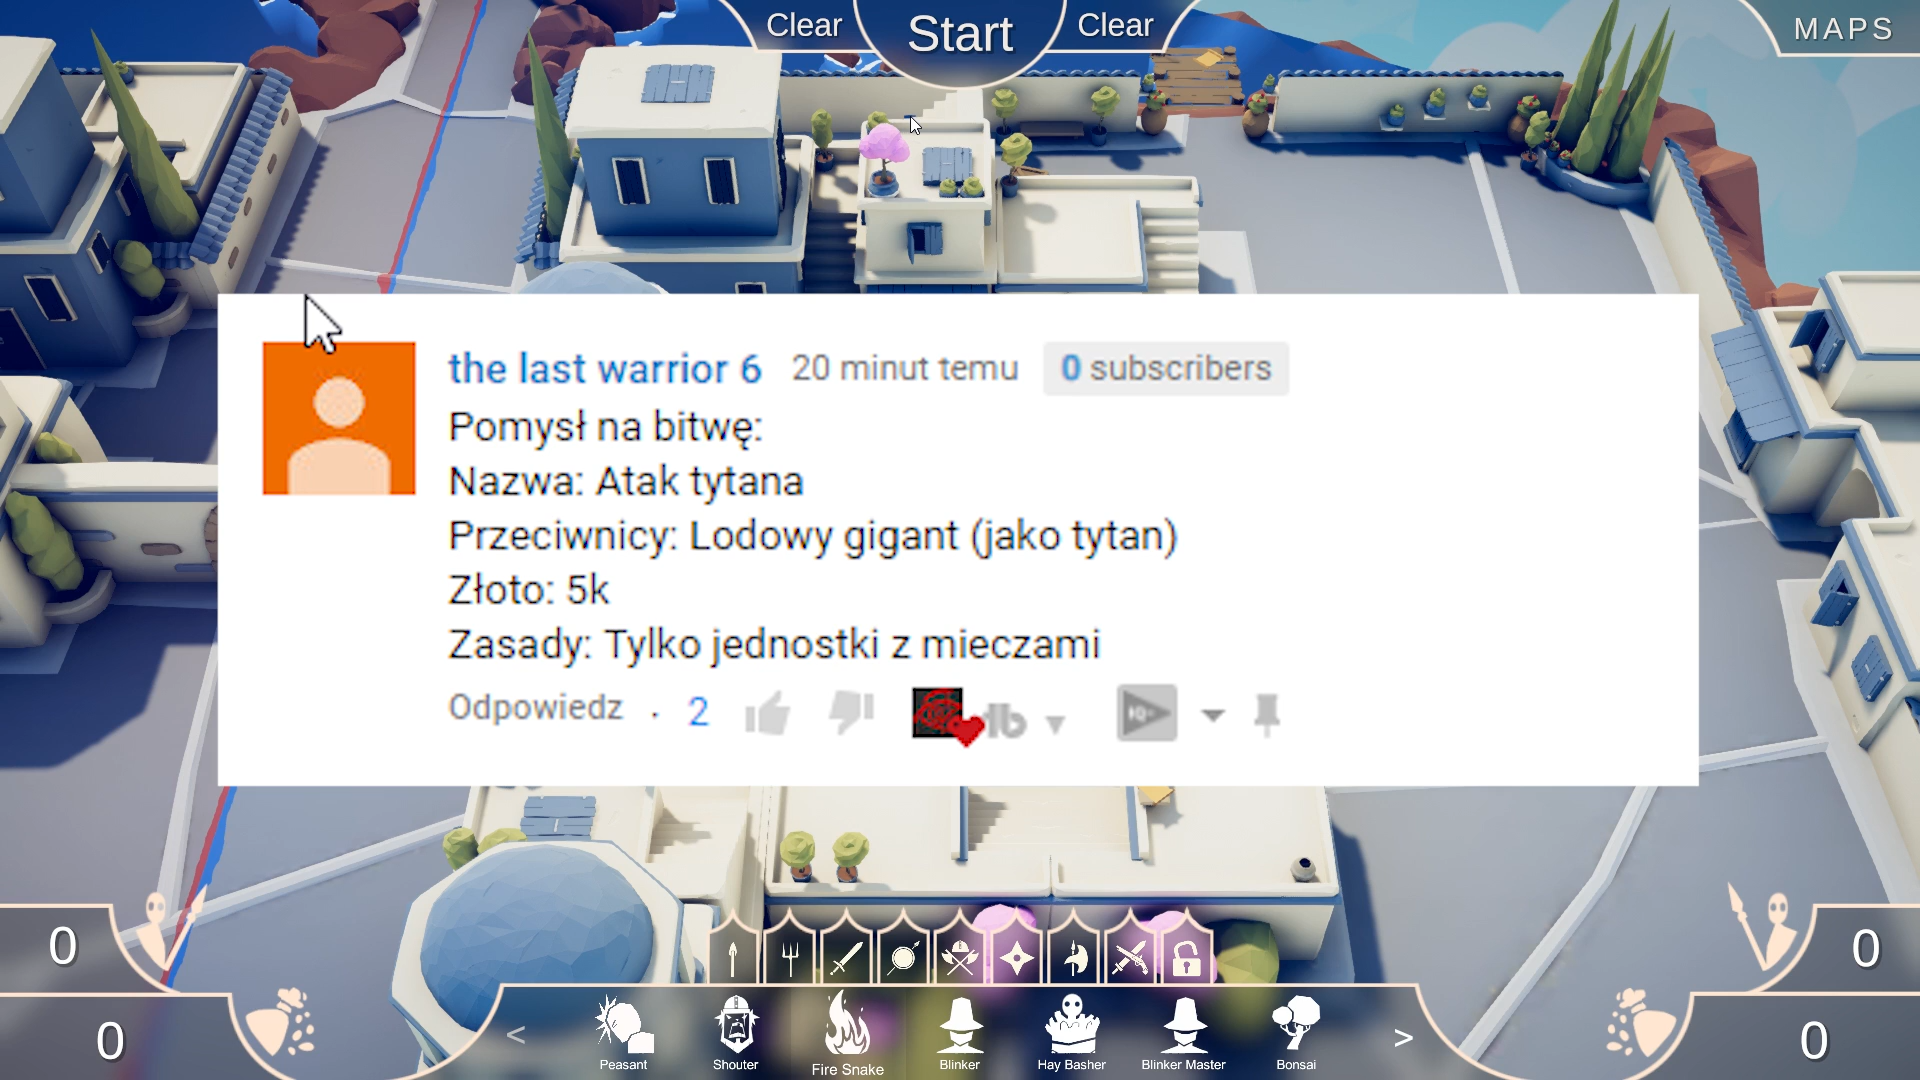 Clear
Start
Clear
MAPS
the last warrior 6 20 minut temu 0 subscribers
Pomysł na bitwę:
Nazwa: Atak tytana
Przeciwnicy: Lodowy gigant (jako tytan)
Złoto: 5k
Zasady: Tylko jednostki z mieczami
Odpowiedz · 2
0
0
0
0
< Peasant Shouter Fire Snake Blinker Hay Basher Blinker Master Bonsai >